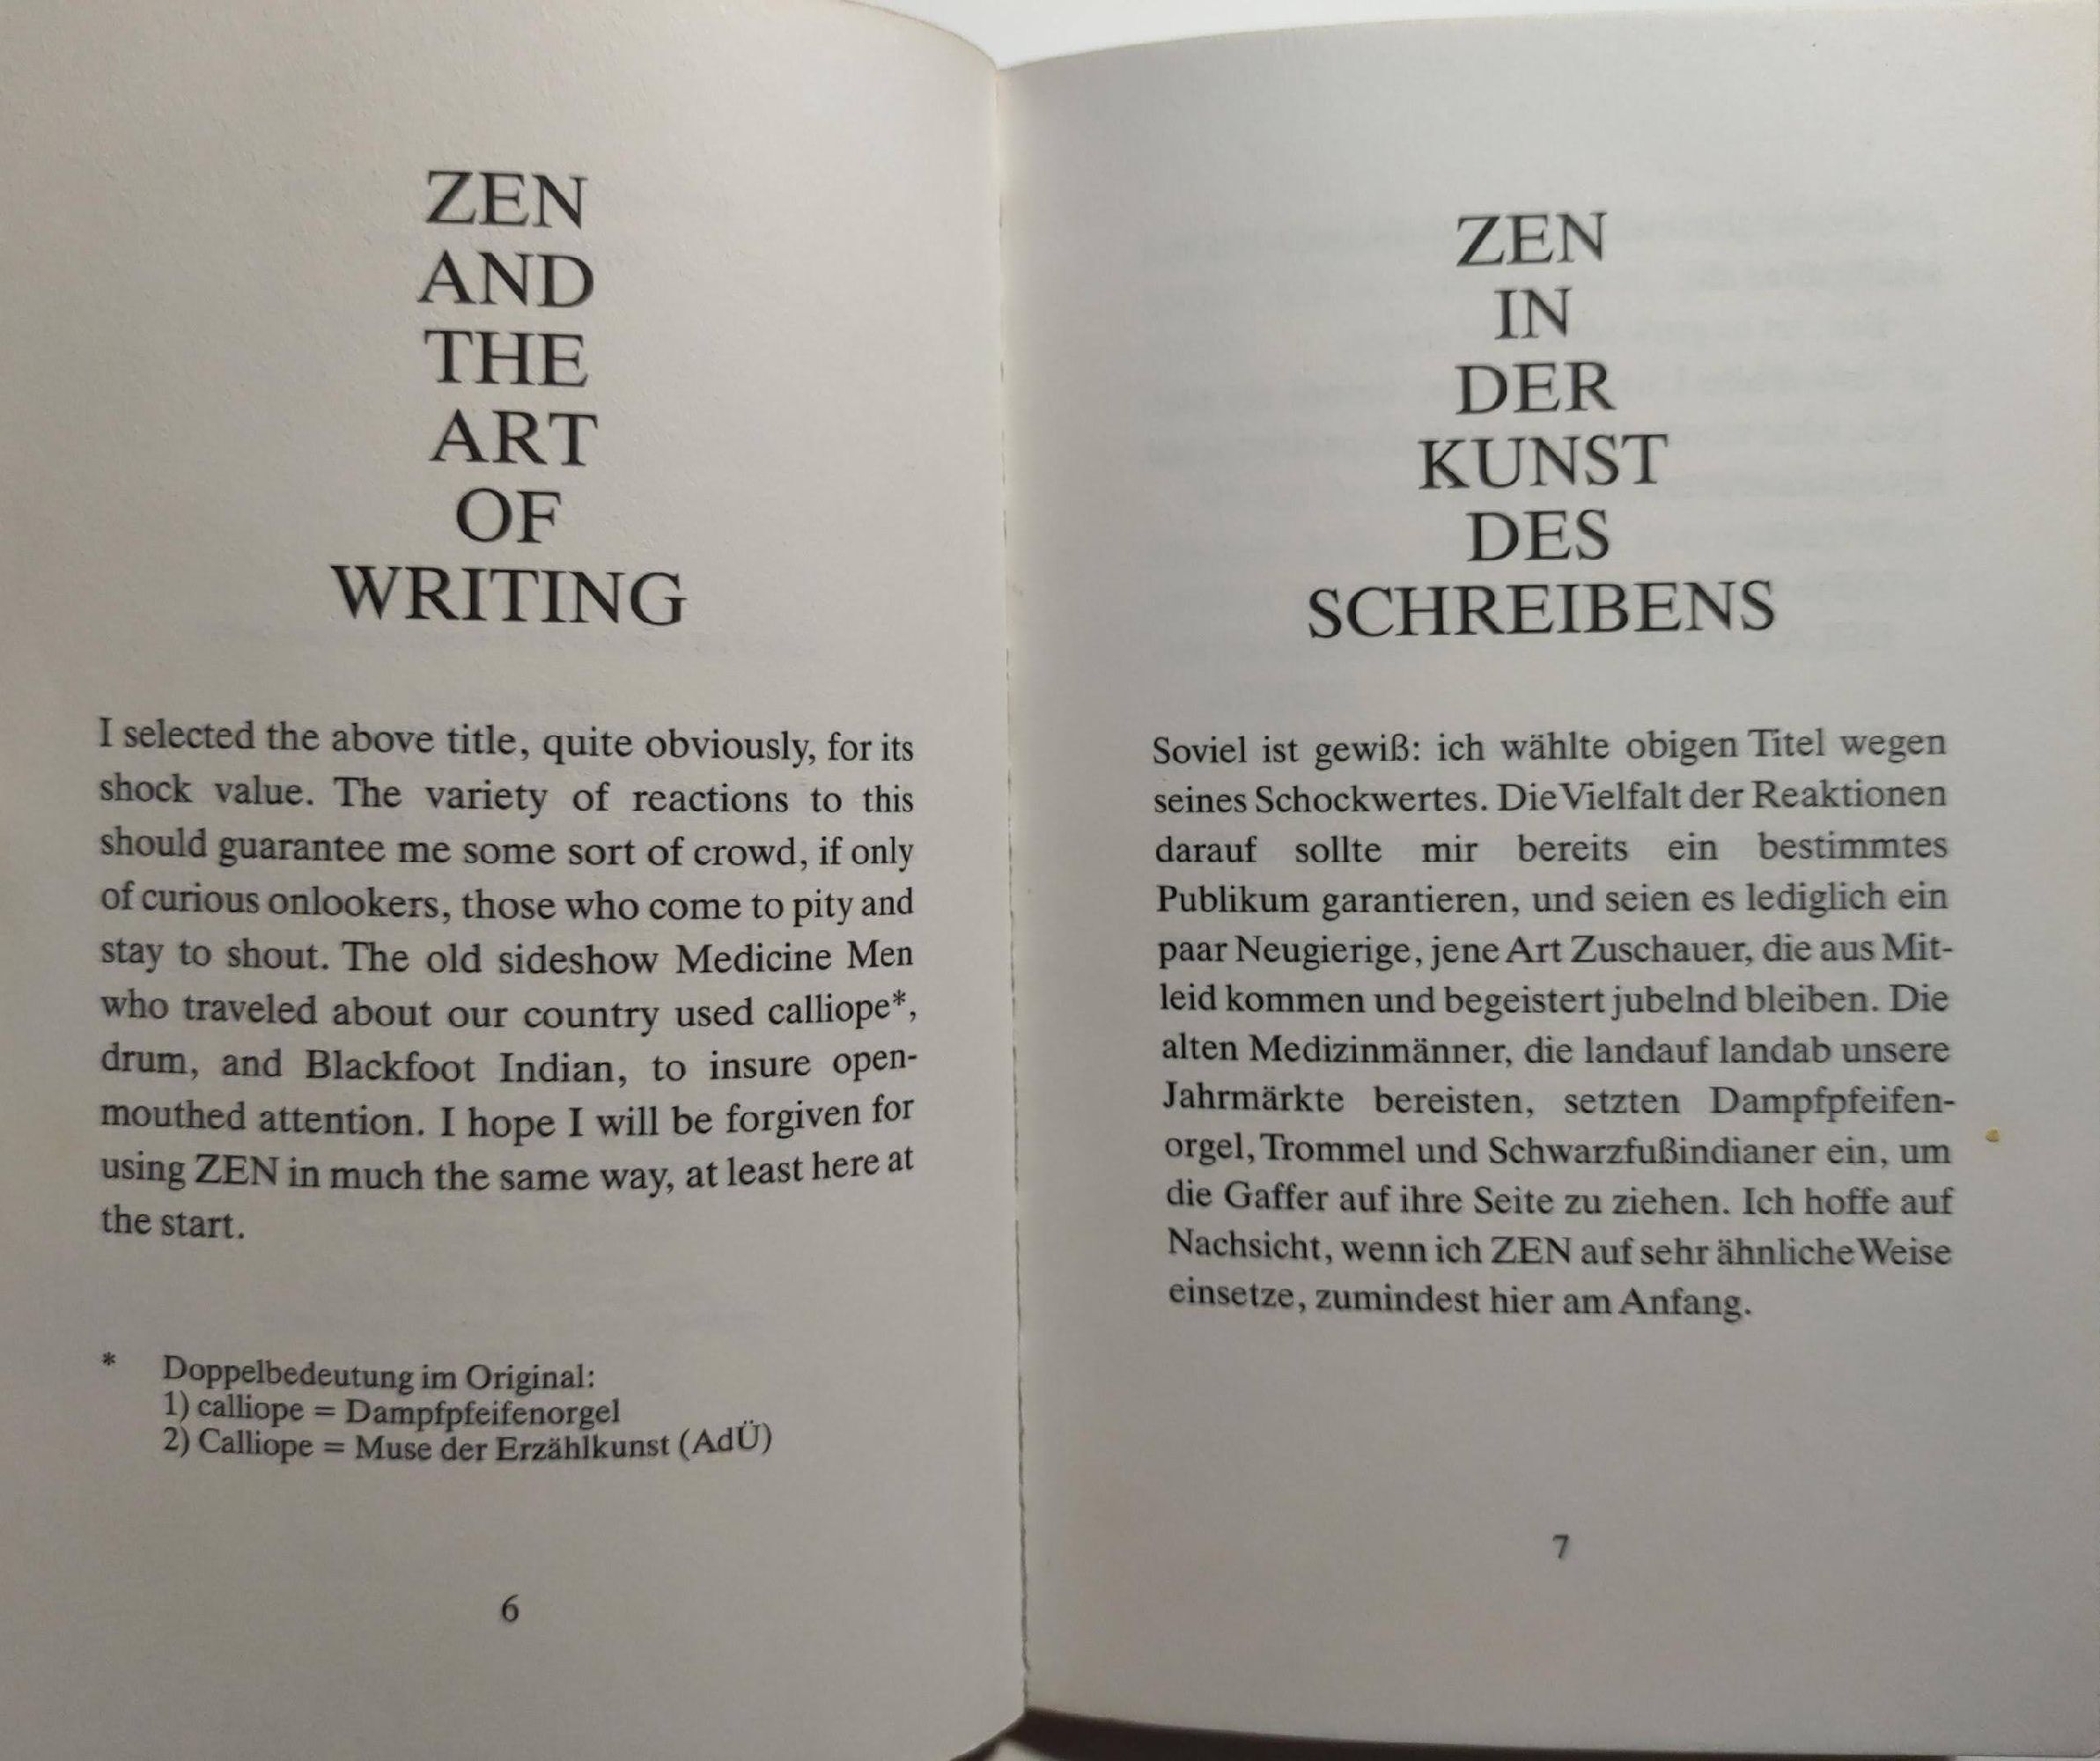 ZEN
AND
THE
ART
OF
WRITING
I selected the above title, quite obviously, for its
shock value. The variety of reactions to this
should guarantee me some sort of crowd, if only
of curious onlookers, those who come to pity and
stay to shout. The old sideshow Medicine Men
who traveled about our country used calliope*,
drum, and Blackfoot Indian, to insure open-
mouthed attention. I hope I will be forgiven for
using ZEN in much the same way, at least here at
the start.
* Doppelbedeutung im Original:
1) calliope = Dampfpfeifenorgel
2) Calliope = Muse der Erzählkunst (AdÜ)
6
ZEN
IN
DER
KUNST
DES
SCHREIBENS
Soviel ist gewiß: ich wählte obigen Titel wegen
seines Schockwertes. Die Vielfalt der Reaktionen
darauf sollte mir bereits ein bestimmtes
Publikum garantieren, und seien es lediglich ein
paar Neugierige, jene Art Zuschauer, die aus Mit-
leid kommen und begeistert jubelnd bleiben. Die
alten Medizinmänner, die landauf landab unsere
Jahrmärkte bereisten, setzten Dampfpfeifen-
orgel, Trommel und Schwarzfußindianer ein, um
die Gaffer auf ihre Seite zu ziehen. Ich hoffe auf
Nachsicht, wenn ich ZEN auf sehr ähnliche Weise
einsetze, zumindest hier am Anfang.
7